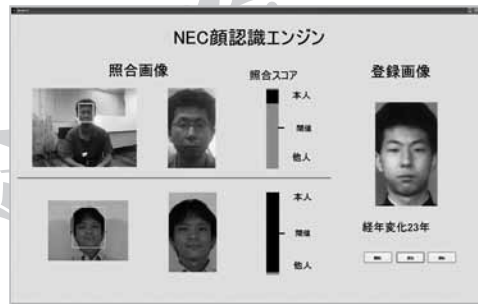 NEC顔認識エンジン
照合画像
照合スコア
登録画像
本人
閾値
他人
本人
閾値
他人
経年変化23年